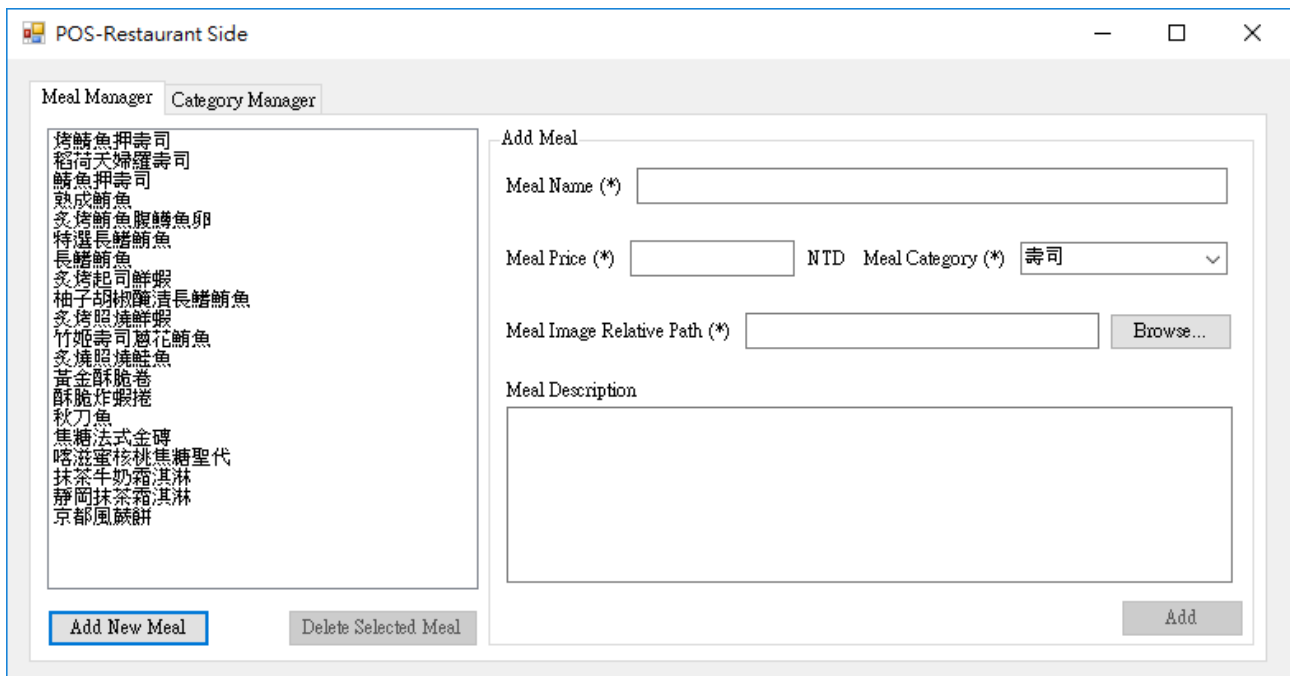 POS-Restaurant Side
Meal Manager
Category Manager
烤鯖魚押壽司
稻荷天婦羅壽司
鯖魚押壽司
熟成鮪魚
炙烤鮪魚腹鱒魚卵
特選長鰭鮪魚
長鰭鮪魚
炙烤起司鮮蝦
柚子胡椒醃漬長鰭鮪魚
炙烤照燒鮮蝦
竹姬壽司蔥花鮪魚
炙燒照燒鮭魚
黃金酥脆卷
酥脆炸蝦捲
秋刀魚
焦糖法式金磚
喀滋蜜核桃焦糖聖代
抹茶牛奶霜淇淋
靜岡抹茶霜淇淋
京都風蕨餅
Add New Meal
Delete Selected Meal
Add Meal
Meal Name (*)
Meal Price (*) NTD Meal Category (*) 壽司
Meal Image Relative Path (*) Browse...
Meal Description
Add